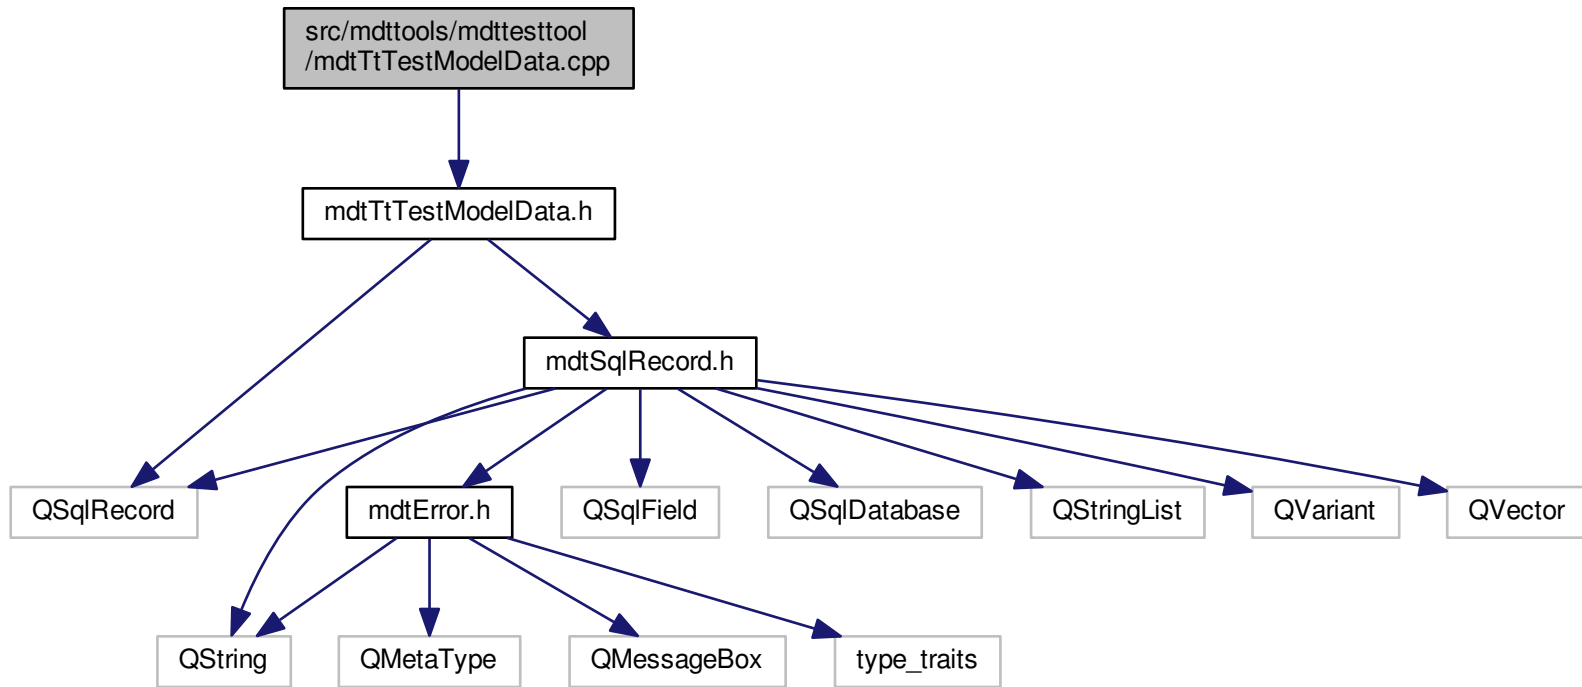 src/mdttools/mdttesttool
/mdtTtTestModelData.cpp
mdtTtTestModelData.h
mdtSqlRecord.h
QSqlRecord
mdtError.h
QSqlField
QSqlDatabase
QStringList
QVariant
QVector
QString
QMetaType
QMessageBox
type_traits